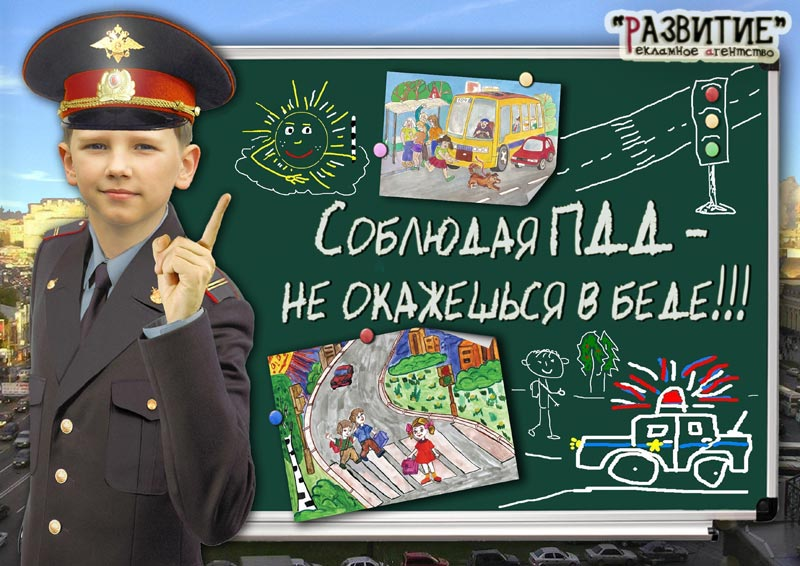 "РАЗВИТИЕ"
рекламное агентство
Соблюдая ПДД -
не окажешься в беде!!!